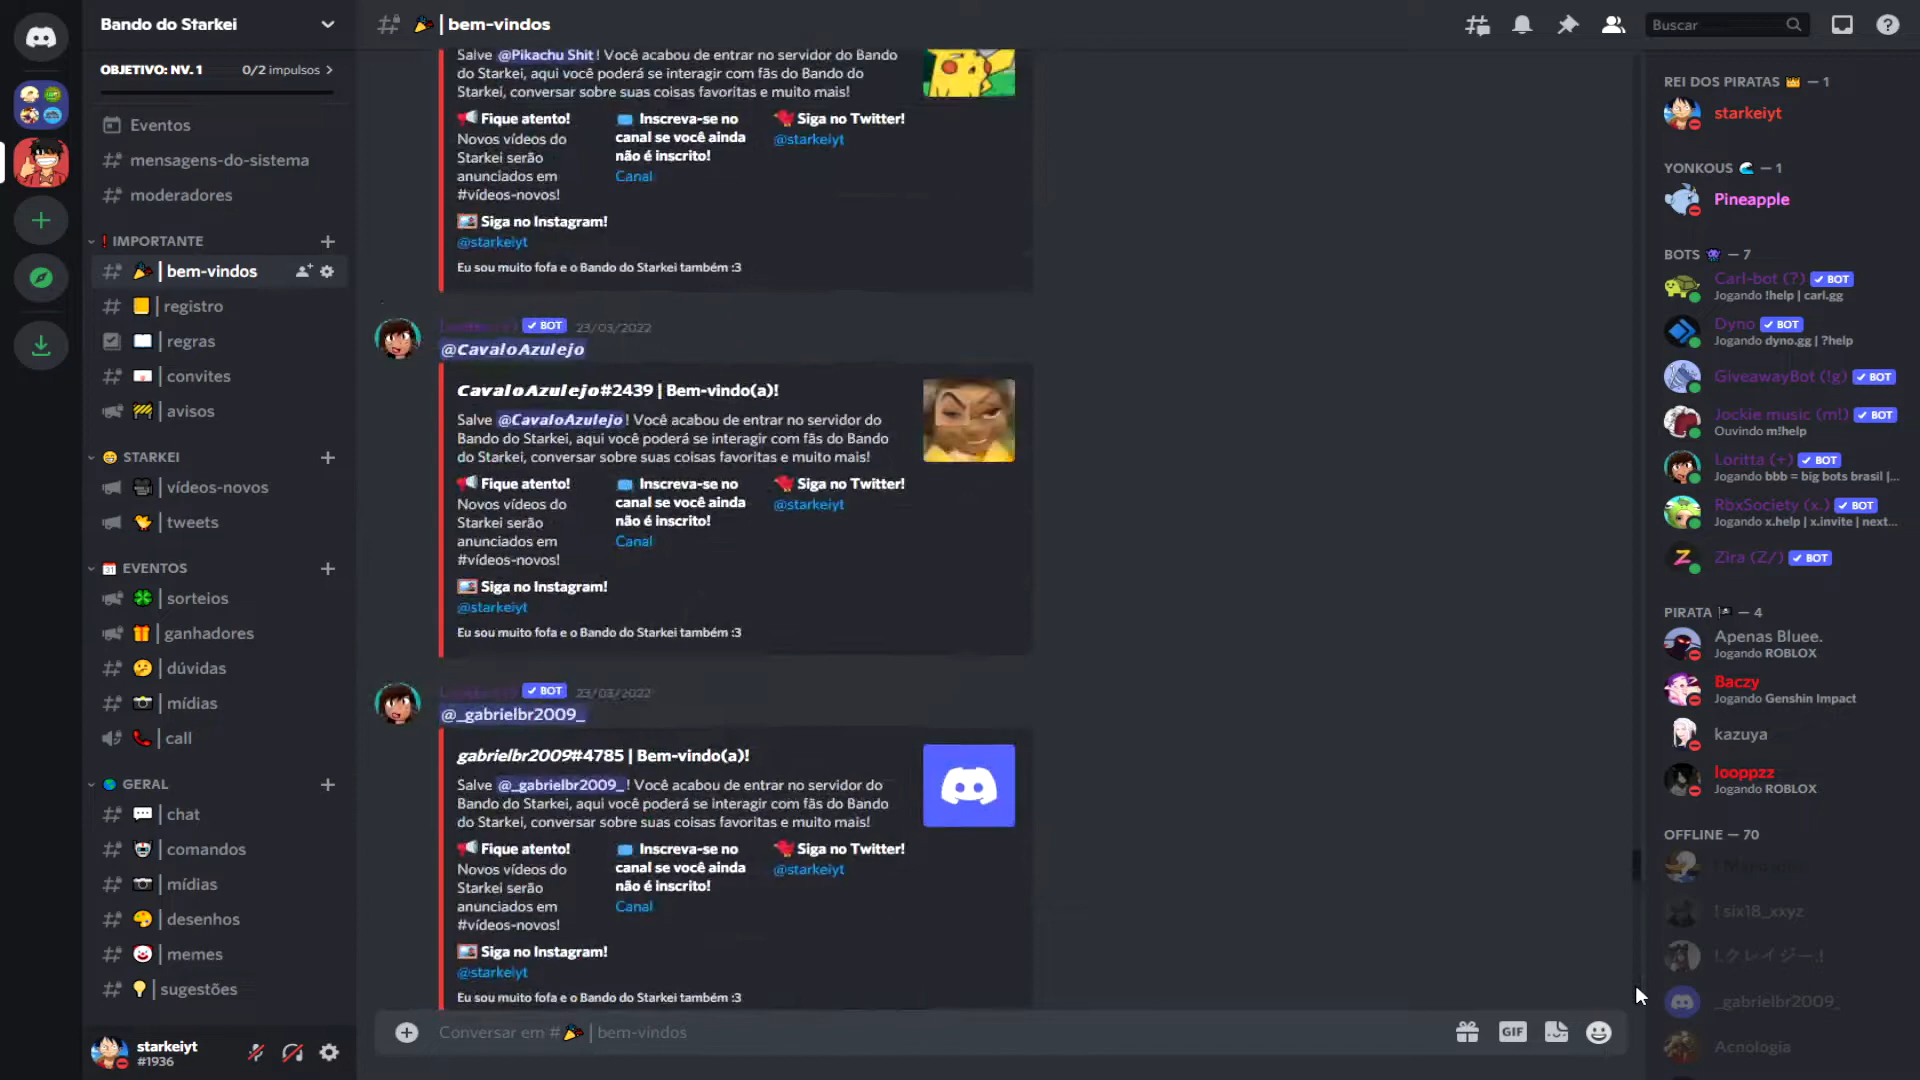 Bando do Starkei
OBJETIVO: NV. 1 0/2 impulsos
Eventos
mensagens-do-sistema
moderadores
IMPORTANTE
bem-vindos
registro
regras
convites
avisos
STARKEI
vídeos-novos
tweets
EVENTOS
sorteios
ganhadores
dúvidas
mídias
call
GERAL
chat
comandos
mídias
desenhos
memes
sugestões
starkeiyt
#1936
bem-vindos
Buscar
Salve @Pikachu Shit! Você acabou de entrar no servidor do Bando
do Starkei, aqui você poderá se interagir com fãs do Bando do
Starkei, conversar sobre suas coisas favoritas e muito mais!
Fique atento!
Novos vídeos do
Starkei serão
anunciados em
#vídeos-novos!
Inscreva-se no
canal se você ainda
não é inscrito!
Canal
Siga no Twitter!
@starkeiyt
Siga no Instagram!
@starkeiyt
Eu sou muito fofa e o Bando do Starkei também :3
BOT 23/03/2022
@CavaloAzulejo
CavaloAzulejo#2439 | Bem-vindo(a)!
Salve @CavaloAzulejo! Você acabou de entrar no servidor do
Bando do Starkei, aqui você poderá se interagir com fãs do Bando
do Starkei, conversar sobre suas coisas favoritas e muito mais!
Fique atento!
Novos vídeos do
Starkei serão
anunciados em
#vídeos-novos!
Inscreva-se no
canal se você ainda
não é inscrito!
Canal
Siga no Twitter!
@starkeiyt
Siga no Instagram!
@starkeiyt
Eu sou muito fofa e o Bando do Starkei também :3
BOT 23/03/2022
@_gabrielbr2009_
gabrielbr2009#4785 | Bem-vindo(a)!
Salve @_gabrielbr2009_! Você acabou de entrar no servidor do
Bando do Starkei, aqui você poderá se interagir com fãs do Bando
do Starkei, conversar sobre suas coisas favoritas e muito mais!
Fique atento!
Novos vídeos do
Starkei serão
anunciados em
#vídeos-novos!
Inscreva-se no
canal se você ainda
não é inscrito!
Canal
Siga no Twitter!
@starkeiyt
Siga no Instagram!
@starkeiyt
Eu sou muito fofa e o Bando do Starkei também :3
Conversar em # | bem-vindos
GIF
REI DOS PIRATAS — 1
starkeiyt
YONKOUS — 1
Pineapple
BOTS — 7
Carl-bot (?) BOT
Jogando !help | carl.gg
Dyno BOT
Jogando dyno.gg | ?help
GiveawayBot (!g) BOT
Jockie music (m!) BOT
Ouvindo m!help
Loritta (+) BOT
Jogando bbb = big bots brasil |...
RbxSociety (x.) BOT
Jogando x.help | x.invite | next...
Zira (Z/) BOT
PIRATA — 4
Apenas Bluee.
Jogando ROBLOX
Baczy
Jogando Genshin Impact
kazuya
looppzz
Jogando ROBLOX
OFFLINE — 70
! six18_xxyz
!.クレイジー.!
_gabrielbr2009_
Acnologia